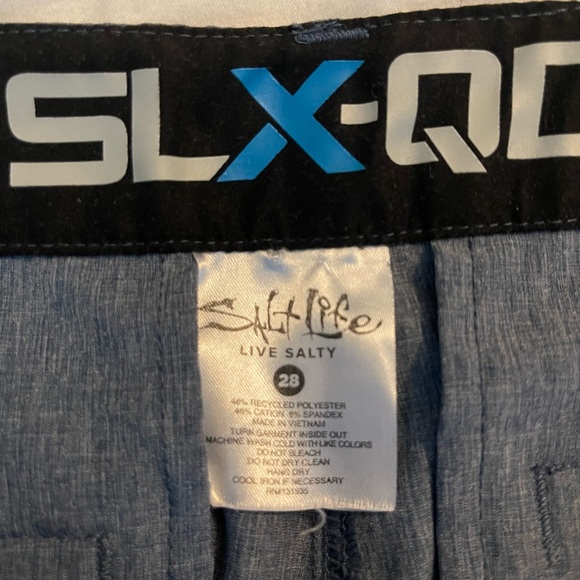 SLX-QD
Salt Life
LIVE SALTY
28
46% RECYCLED POLYESTER
46% CATION 8% SPANDEX
MADE IN VIETNAM
TURN GARMENT INSIDE OUT
MACHINE WASH COLD WITH LIKE COLORS
DO NOT BLEACH
DO NOT DRY CLEAN
HANG DRY
COOL IRON IF NECESSARY
RN#131935